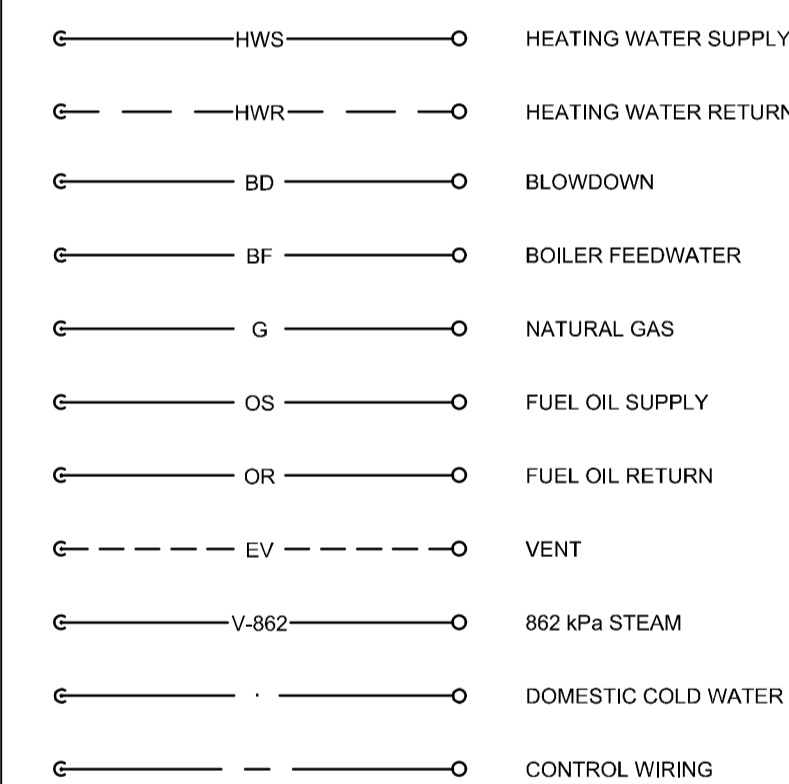 HWS HEATING WATER SUPPLY
HWR HEATING WATER RETURN
BD BLOWDOWN
BF BOILER FEEDWATER
G NATURAL GAS
OS FUEL OIL SUPPLY
OR FUEL OIL RETURN
EV VENT
V-862 862 kPa STEAM
DOMESTIC COLD WATER
CONTROL WIRING